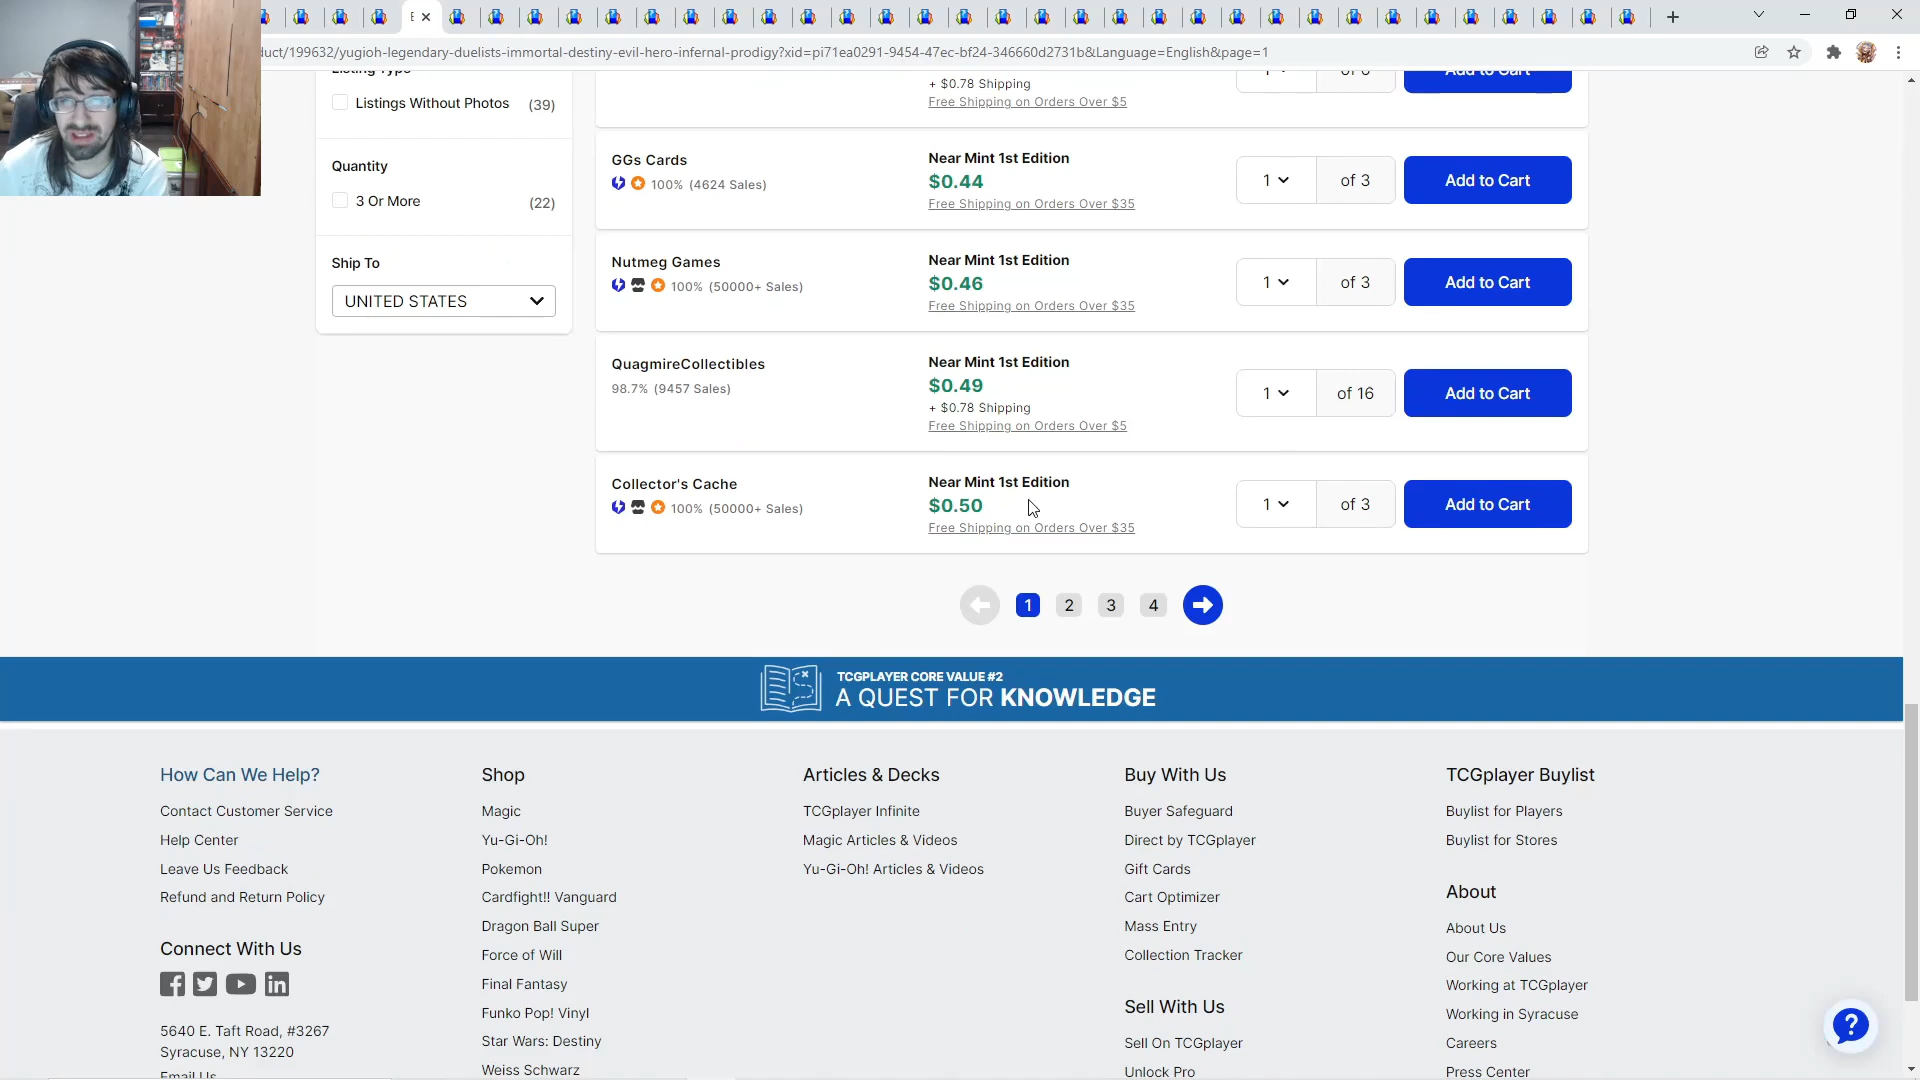 E
duct/199632/yugioh-legendary-duelists-immortal-destiny-evil-hero-infernal-prodigy?xid=pi71ea0291-9454-47ec-bf24-346660d2731b&Language=English&page=1
Listing Type
Listings Without Photos (39)
Quantity
3 Or More (22)
Ship To
UNITED STATES
+ $0.78 Shipping
Free Shipping on Orders Over $5
Add to Cart
GGs Cards
100% (4624 Sales)
Near Mint 1st Edition
$0.44
Free Shipping on Orders Over $35
1 of 3
Add to Cart
Nutmeg Games
100% (50000+ Sales)
Near Mint 1st Edition
$0.46
Free Shipping on Orders Over $35
1 of 3
Add to Cart
QuagmireCollectibles
98.7% (9457 Sales)
Near Mint 1st Edition
$0.49
+ $0.78 Shipping
Free Shipping on Orders Over $5
1 of 16
Add to Cart
Collector's Cache
100% (50000+ Sales)
Near Mint 1st Edition
$0.50
Free Shipping on Orders Over $35
1 of 3
Add to Cart
1 2 3 4
TCGPLAYER CORE VALUE #2
A QUEST FOR KNOWLEDGE
How Can We Help?
Contact Customer Service
Help Center
Leave Us Feedback
Refund and Return Policy
Connect With Us
5640 E. Taft Road, #3267
Syracuse, NY 13220
Email Us
Shop
Magic
Yu-Gi-Oh!
Pokemon
Cardfight!! Vanguard
Dragon Ball Super
Force of Will
Final Fantasy
Funko Pop! Vinyl
Star Wars: Destiny
Weiss Schwarz
Articles & Decks
TCGplayer Infinite
Magic Articles & Videos
Yu-Gi-Oh! Articles & Videos
Buy With Us
Buyer Safeguard
Direct by TCGplayer
Gift Cards
Cart Optimizer
Mass Entry
Collection Tracker
Sell With Us
Sell On TCGplayer
Unlock Pro
TCGplayer Buylist
Buylist for Players
Buylist for Stores
About
About Us
Our Core Values
Working at TCGplayer
Working in Syracuse
Careers
Press Center